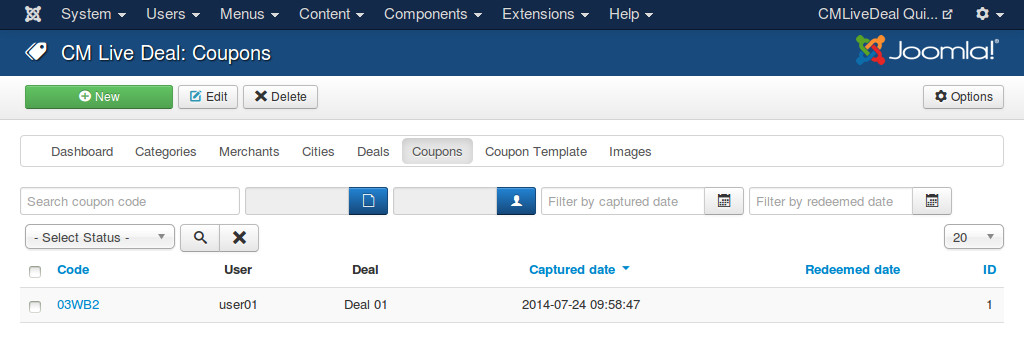 System Users Menus Content Components Extensions Help CMLiveDeal Qui...
CM Live Deal: Coupons Joomla!®
New Edit Delete Options
Dashboard Categories Merchants Cities Deals Coupons Coupon Template Images
Search coupon code Filter by captured date Filter by redeemed date
- Select Status - 20
Code User Deal Captured date Redeemed date ID
03WB2 user01 Deal 01 2014-07-24 09:58:47 1